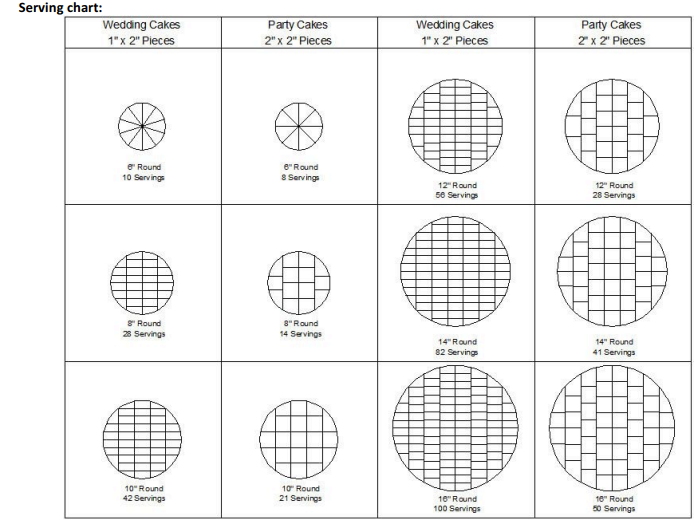 Serving chart:
Wedding Cakes
1" x 2" Pieces
Party Cakes
2" x 2" Pieces
Wedding Cakes
1" x 2" Pieces
Party Cakes
2" x 2" Pieces
6" Round
10 Servings
6" Round
8 Servings
12" Round
56 Servings
12" Round
28 Servings
8" Round
28 Servings
8" Round
14 Servings
14" Round
82 Servings
14" Round
41 Servings
10" Round
42 Servings
10" Round
21 Servings
16" Round
100 Servings
16" Round
50 Servings